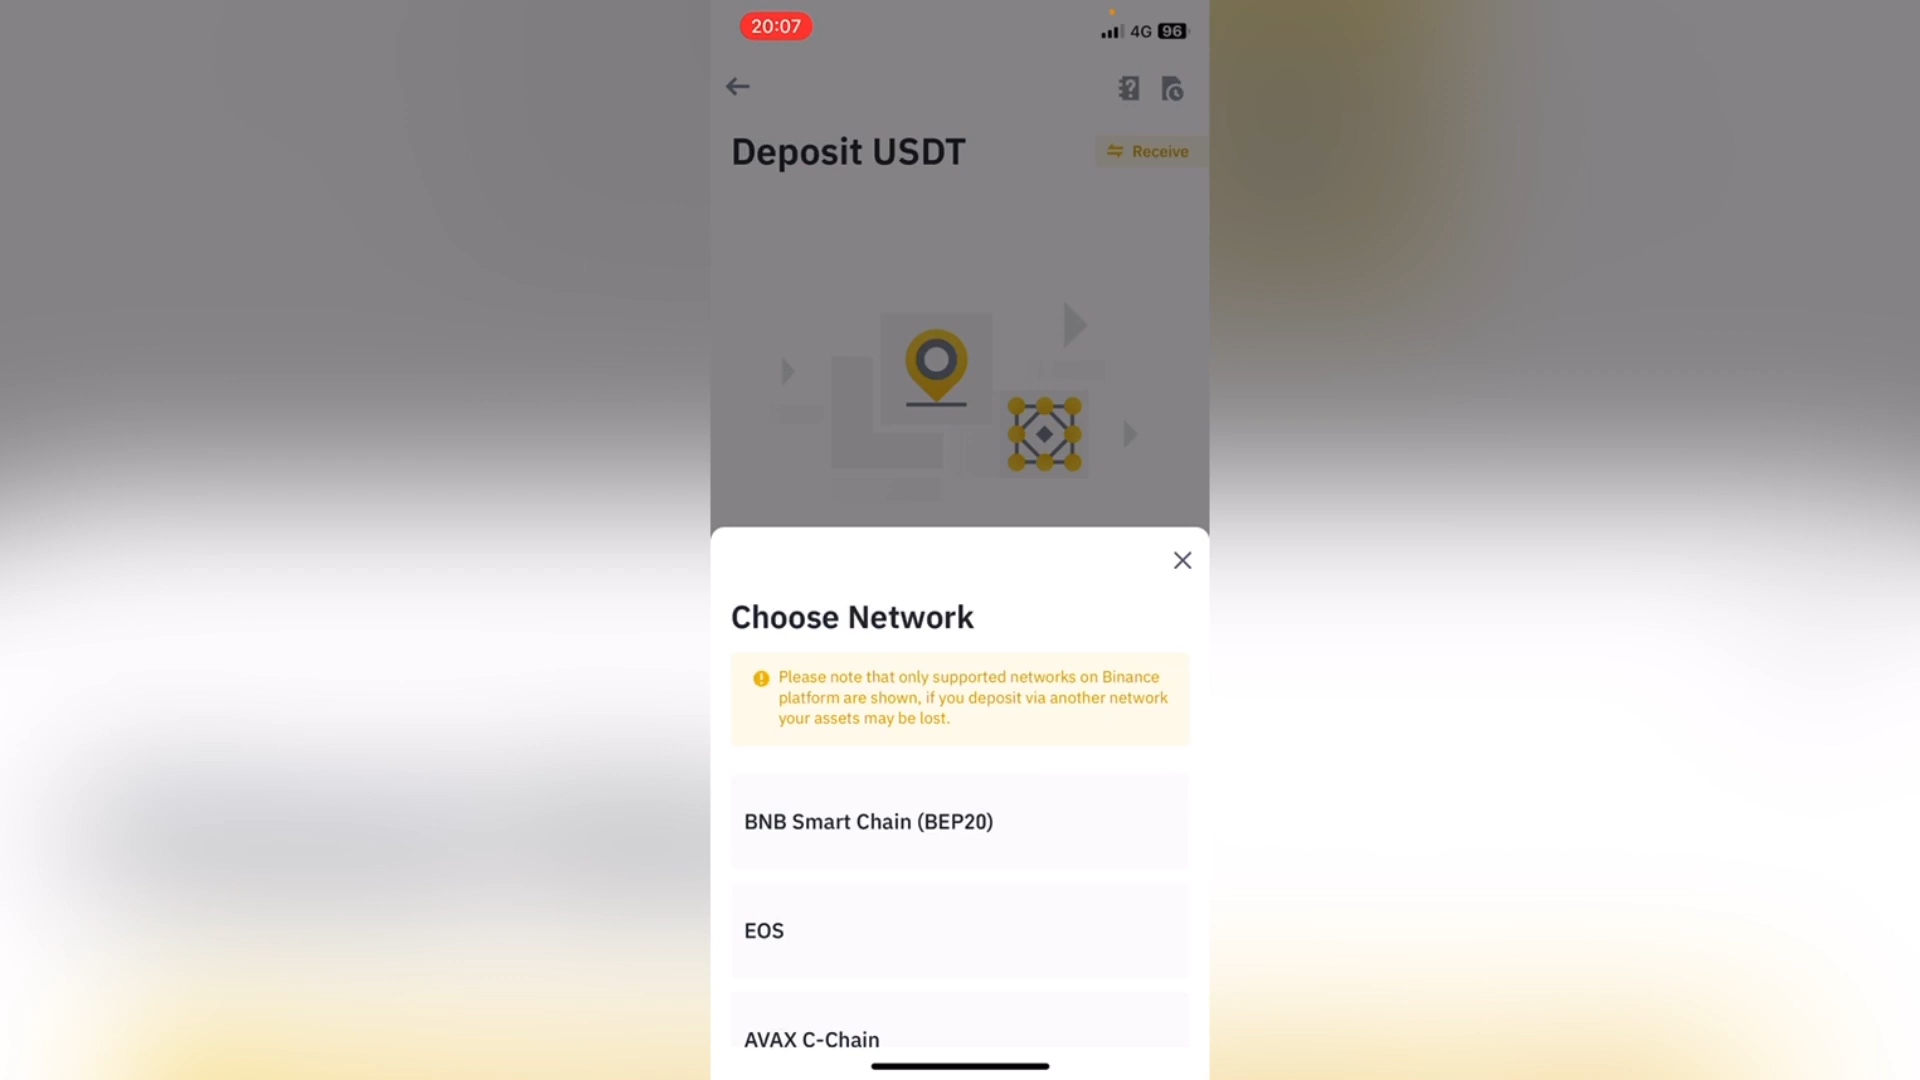 20:07
4G 96
Deposit USDT
Receive
Choose Network
Please note that only supported networks on Binance
platform are shown, if you deposit via another network
your assets may be lost.
BNB Smart Chain (BEP20)
EOS
AVAX C-Chain